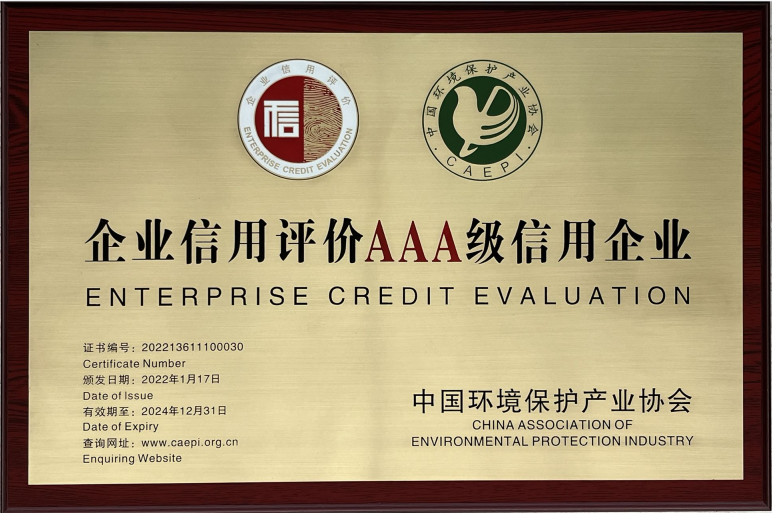 企业信用评价
ENTERPRISE CREDIT EVALUATION
信
中国环境保护产业协会
CAEPI
企业信用评价AAA级信用企业
ENTERPRISE CREDIT EVALUATION
证书编号：202213611100030
Certificate Number
颁发日期：2022年1月17日
Date of Issue
有效期至：2024年12月31日
Date of Expiry
查询网址：www.caepi.org.cn
Enquiring Website
中国环境保护产业协会
CHINA ASSOCIATION OF
ENVIRONMENTAL PROTECTION INDUSTRY